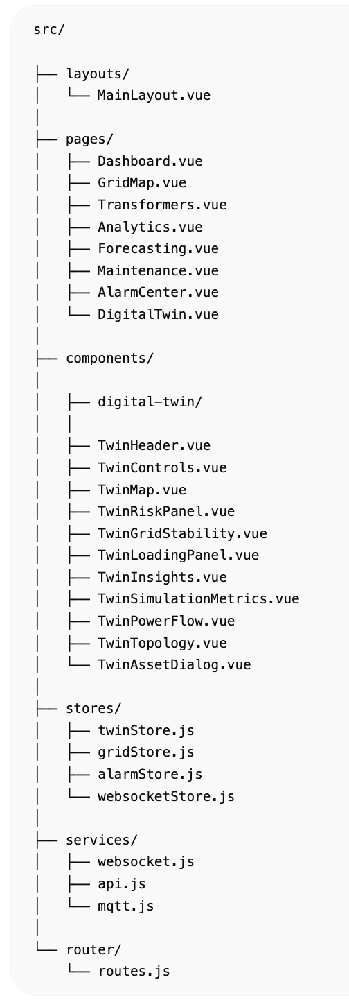 src/

├── layouts/
│   └── MainLayout.vue
│
├── pages/
│   ├── Dashboard.vue
│   ├── GridMap.vue
│   ├── Transformers.vue
│   ├── Analytics.vue
│   ├── Forecasting.vue
│   ├── Maintenance.vue
│   ├── AlarmCenter.vue
│   └── DigitalTwin.vue
│
├── components/
│
│   ├── digital-twin/
│   │
│   ├── TwinHeader.vue
│   ├── TwinControls.vue
│   ├── TwinMap.vue
│   ├── TwinRiskPanel.vue
│   ├── TwinGridStability.vue
│   ├── TwinLoadingPanel.vue
│   ├── TwinInsights.vue
│   ├── TwinSimulationMetrics.vue
│   ├── TwinPowerFlow.vue
│   ├── TwinTopology.vue
│   └── TwinAssetDialog.vue
│
├── stores/
│   ├── twinStore.js
│   ├── gridStore.js
│   ├── alarmStore.js
│   └── websocketStore.js
│
├── services/
│   ├── websocket.js
│   ├── api.js
│   └── mqtt.js
│
└── router/
    └── routes.js